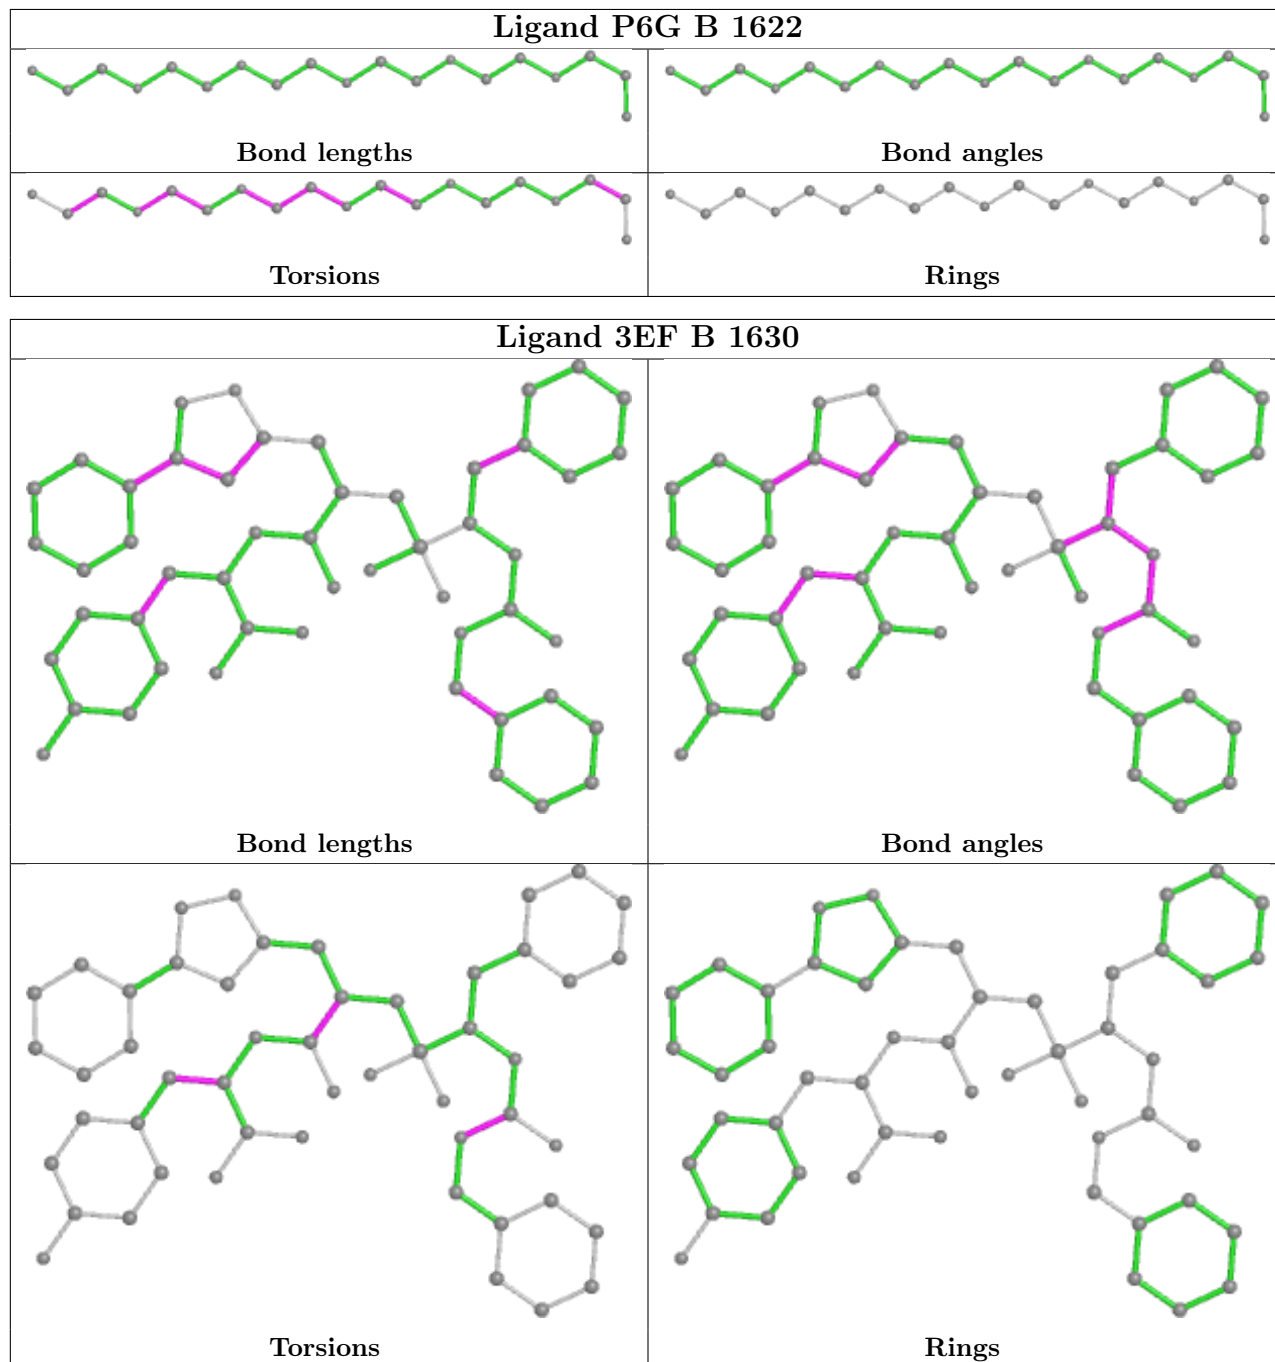 Ligand P6G B 1622
Bond lengths
Bond angles
Torsions
Rings
Ligand 3EF B 1630
Bond lengths
Bond angles
Torsions
Rings